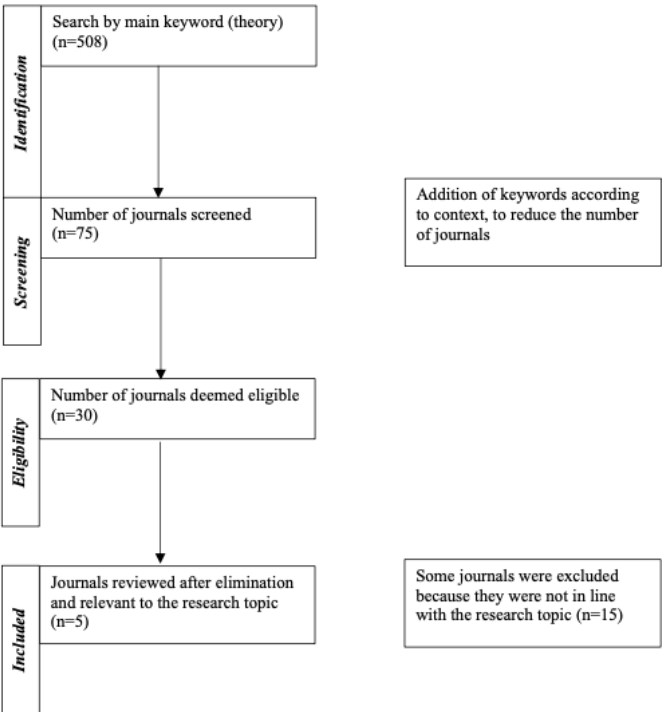 Identification
Search by main keyword (theory)
(n=508)
Screening
Number of journals screened
(n=75)
Addition of keywords according
to context, to reduce the number
of journals
Eligibility
Number of journals deemed eligible
(n=30)
Included
Journals reviewed after elimination
and relevant to the research topic
(n=5)
Some journals were excluded
because they were not in line
with the research topic (n=15)